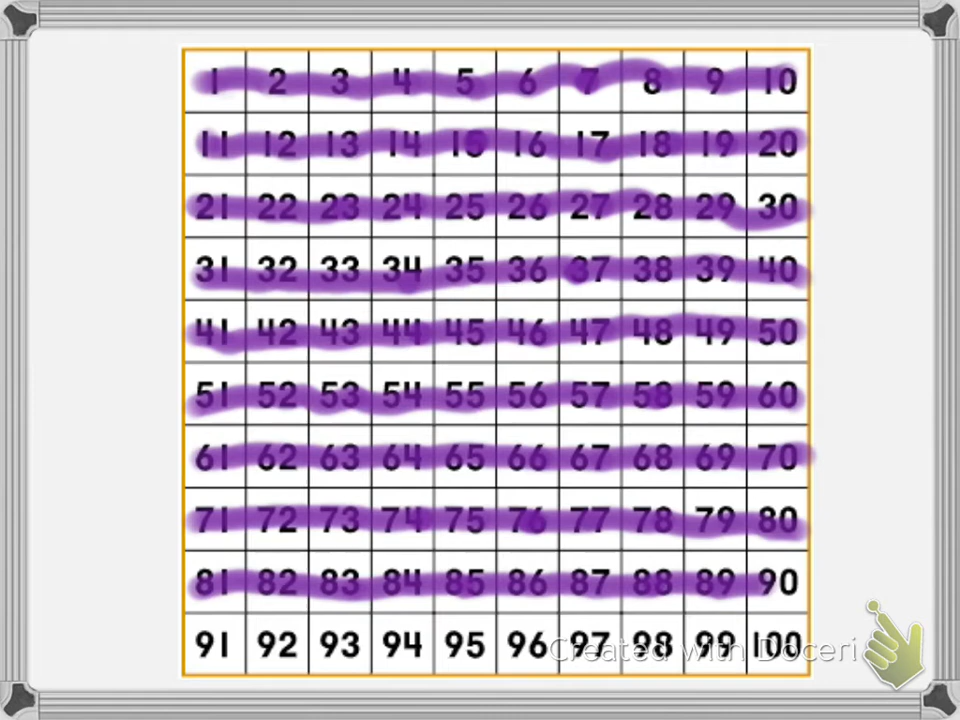 1 2 3 4 5 6 7 8 9 10
11 12 13 14 15 16 17 18 19 20
21 22 23 24 25 26 27 28 29 30
31 32 33 34 35 36 37 38 39 40
41 42 43 44 45 46 47 48 49 50
51 52 53 54 55 56 57 58 59 60
61 62 63 64 65 66 67 68 69 70
71 72 73 74 75 76 77 78 79 80
81 82 83 84 85 86 87 88 89 90
91 92 93 94 95 96 97 98 99 100
Created with Doceri